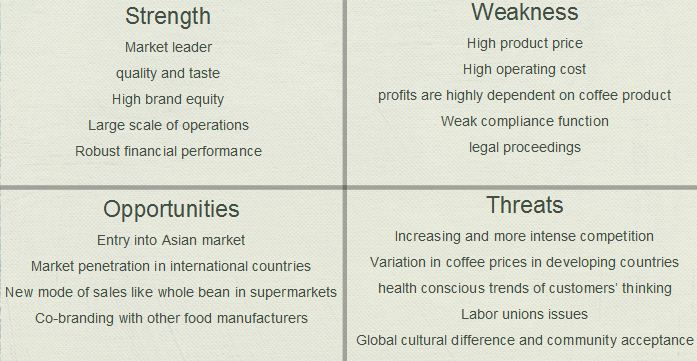 Strength
Market leader
quality and taste
High brand equity
Large scale of operations
Robust financial performance
Weakness
High product price
High operating cost
profits are highly dependent on coffee product
Weak compliance function
legal proceedings
Opportunities
Entry into Asian market
Market penetration in international countries
New mode of sales like whole bean in supermarkets
Co-branding with other food manufacturers
Threats
Increasing and more intense competition
Variation in coffee prices in developing countries
health conscious trends of customers' thinking
Labor unions issues
Global cultural difference and community acceptance